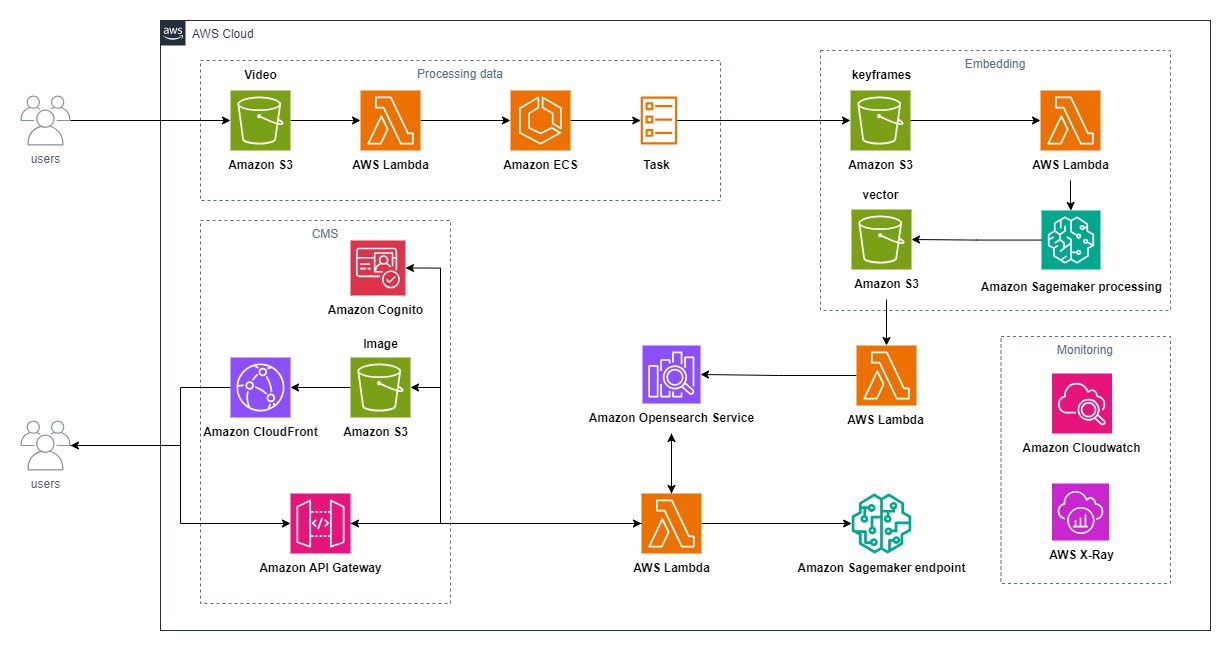 aws
AWS Cloud
Processing data
Embedding
Video
keyframes
users
Amazon S3
AWS Lambda
Amazon ECS
Task
Amazon S3
AWS Lambda
vector
Amazon S3
Amazon Sagemaker processing
CMS
Amazon Cognito
Image
Amazon CloudFront
Amazon S3
Amazon Opensearch Service
AWS Lambda
Monitoring
Amazon Cloudwatch
AWS X-Ray
users
Amazon API Gateway
AWS Lambda
Amazon Sagemaker endpoint